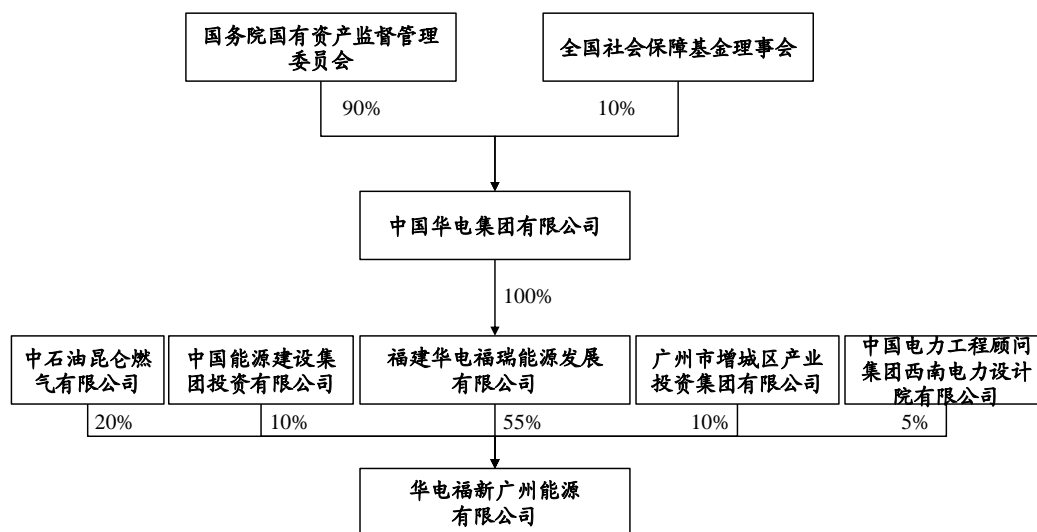 国务院国有资产监督管理
委员会
全国社会保障基金理事会
90%
10%
中国华电集团有限公司
100%
中石油昆仑燃
气有限公司
中国能源建设集
团投资有限公司
福建华电福瑞能源发展
有限公司
广州市增城区产业
投资集团有限公司
中国电力工程顾问
集团西南电力设计
院有限公司
20%
10%
55%
10%
5%
华电福新广州能源
有限公司